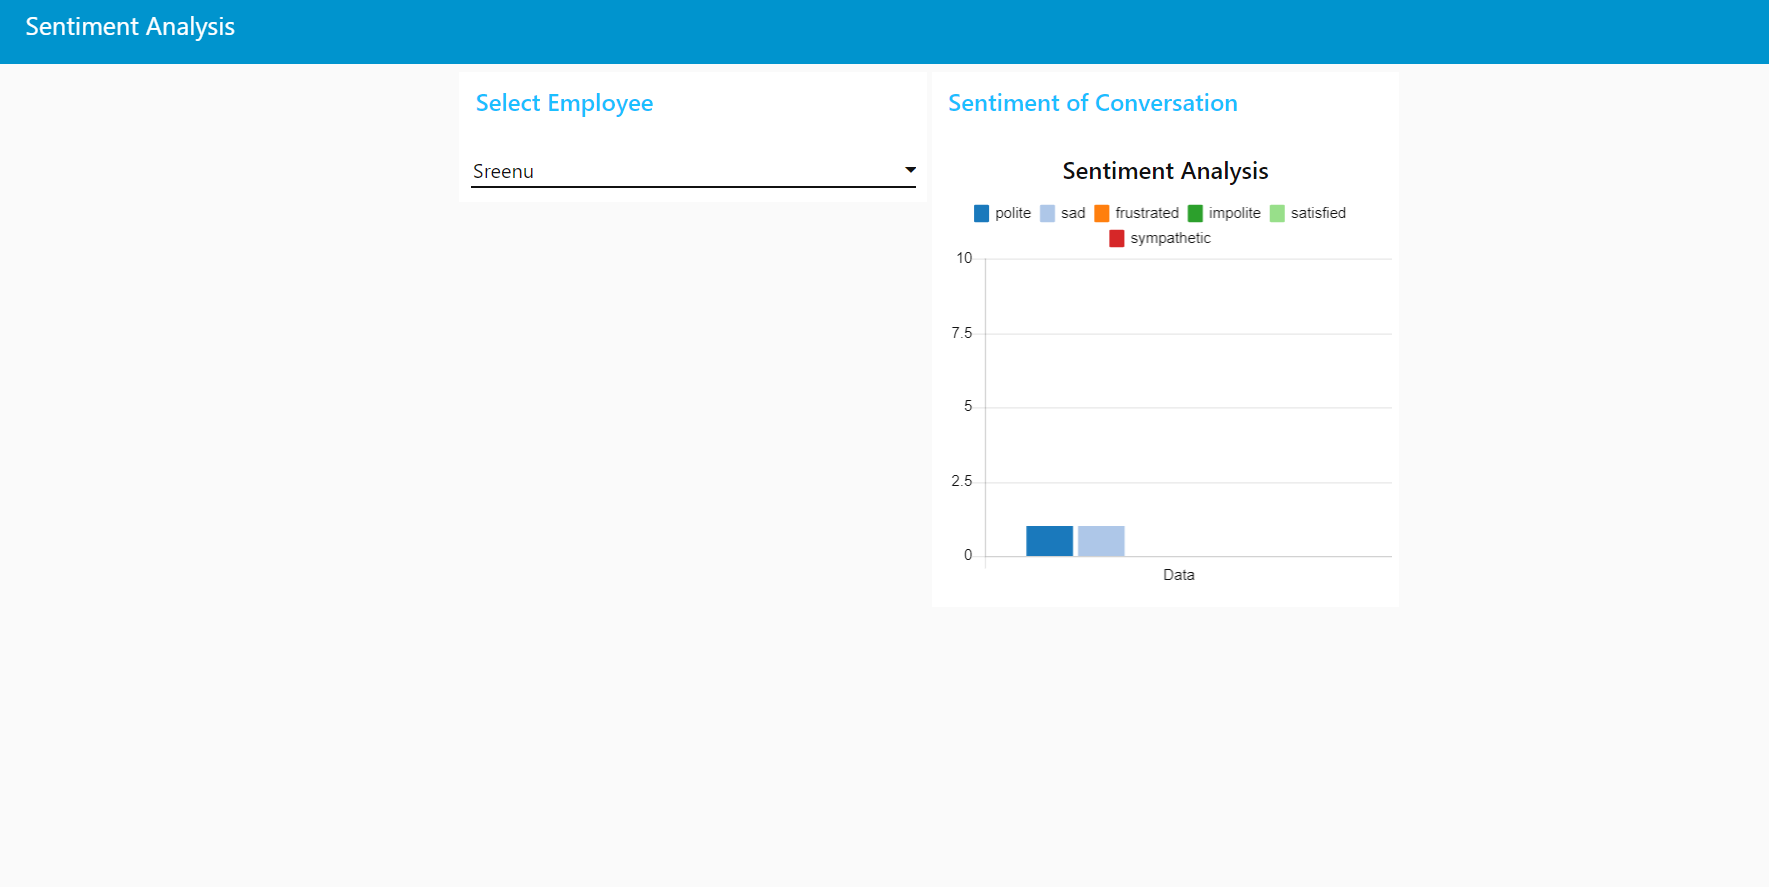 Sentiment Analysis
Select Employee
Sreenu
Sentiment of Conversation
Sentiment Analysis
polite sad frustrated impolite satisfied
sympathetic
10
7.5
5
2.5
0
Data